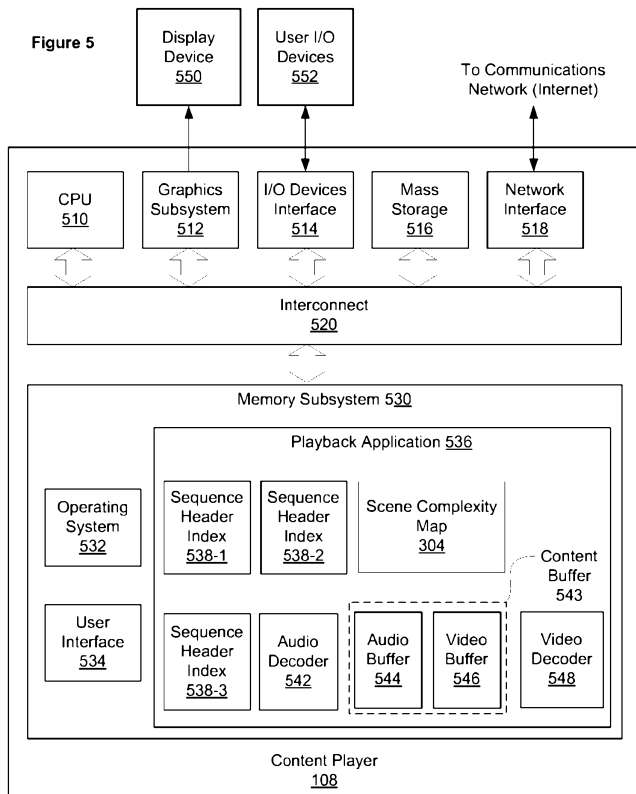 Figure 5
Display
Device
550
User I/O
Devices
552
To Communications
Network (Internet)
CPU
510
Graphics
Subsystem
512
I/O Devices
Interface
514
Mass
Storage
516
Network
Interface
518
Interconnect
520
Memory Subsystem 530
Playback Application 536
Operating
System
532
Sequence
Header
Index
538-1
Sequence
Header
Index
538-2
Scene Complexity
Map
304
Content
Buffer
543
User
Interface
534
Sequence
Header
Index
538-3
Audio
Decoder
542
Audio
Buffer
544
Video
Buffer
546
Video
Decoder
548
Content Player
108